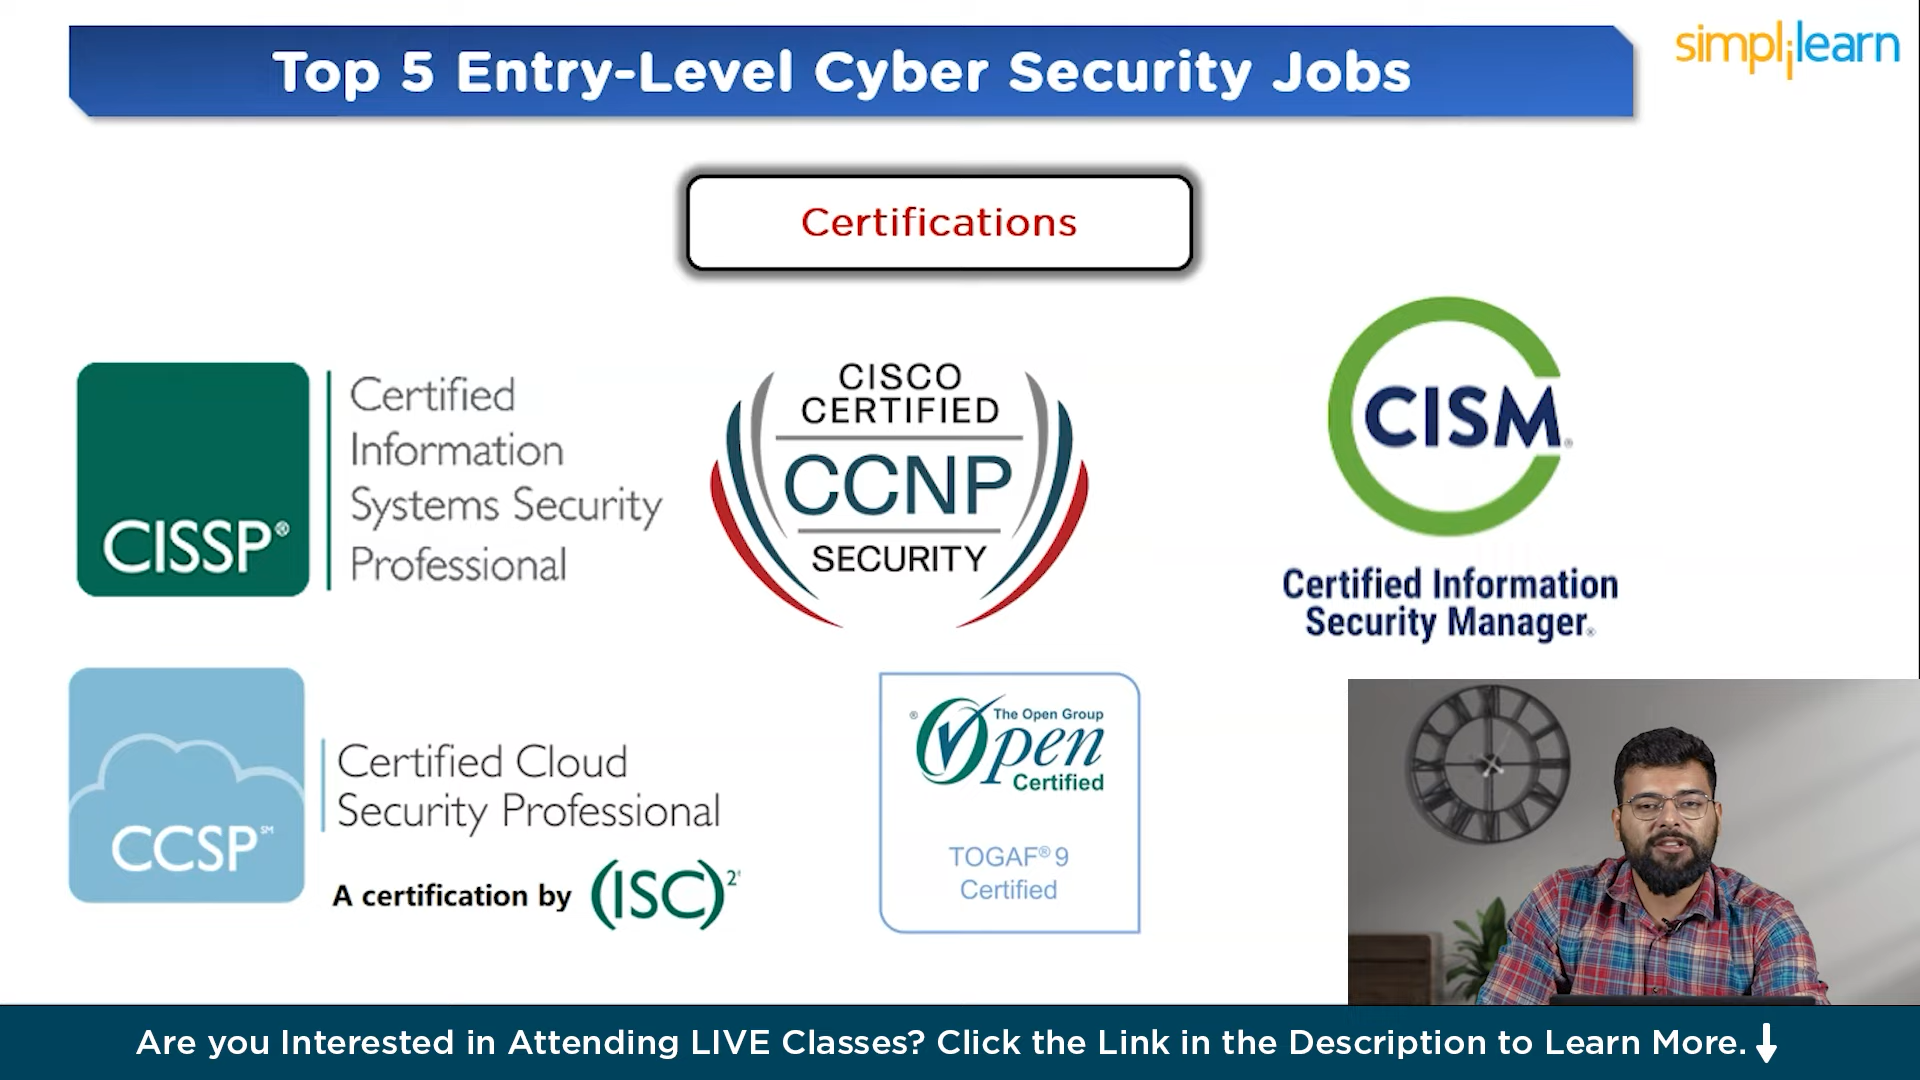 Top 5 Entry-Level Cyber Security Jobs
simplilearn
Certifications
CISSP®
Certified
Information
Systems Security
Professional
CISCO
CERTIFIED
CCNP
SECURITY
CISM®
Certified Information
Security Manager®
CCSP℠
Certified Cloud
Security Professional
A certification by (ISC)²
® The Open Group
Open
Certified
TOGAF® 9
Certified
Are you Interested in Attending LIVE Classes? Click the Link in the Description to Learn More.